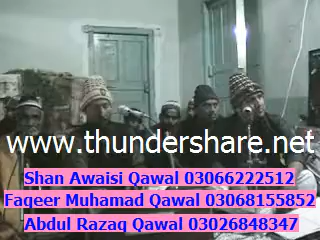 www.thundershare.net
Shan Awaisi Qawal 03066222512
Faqeer Muhamad Qawal 03068155852
Abdul Razaq Qawal 03026848347